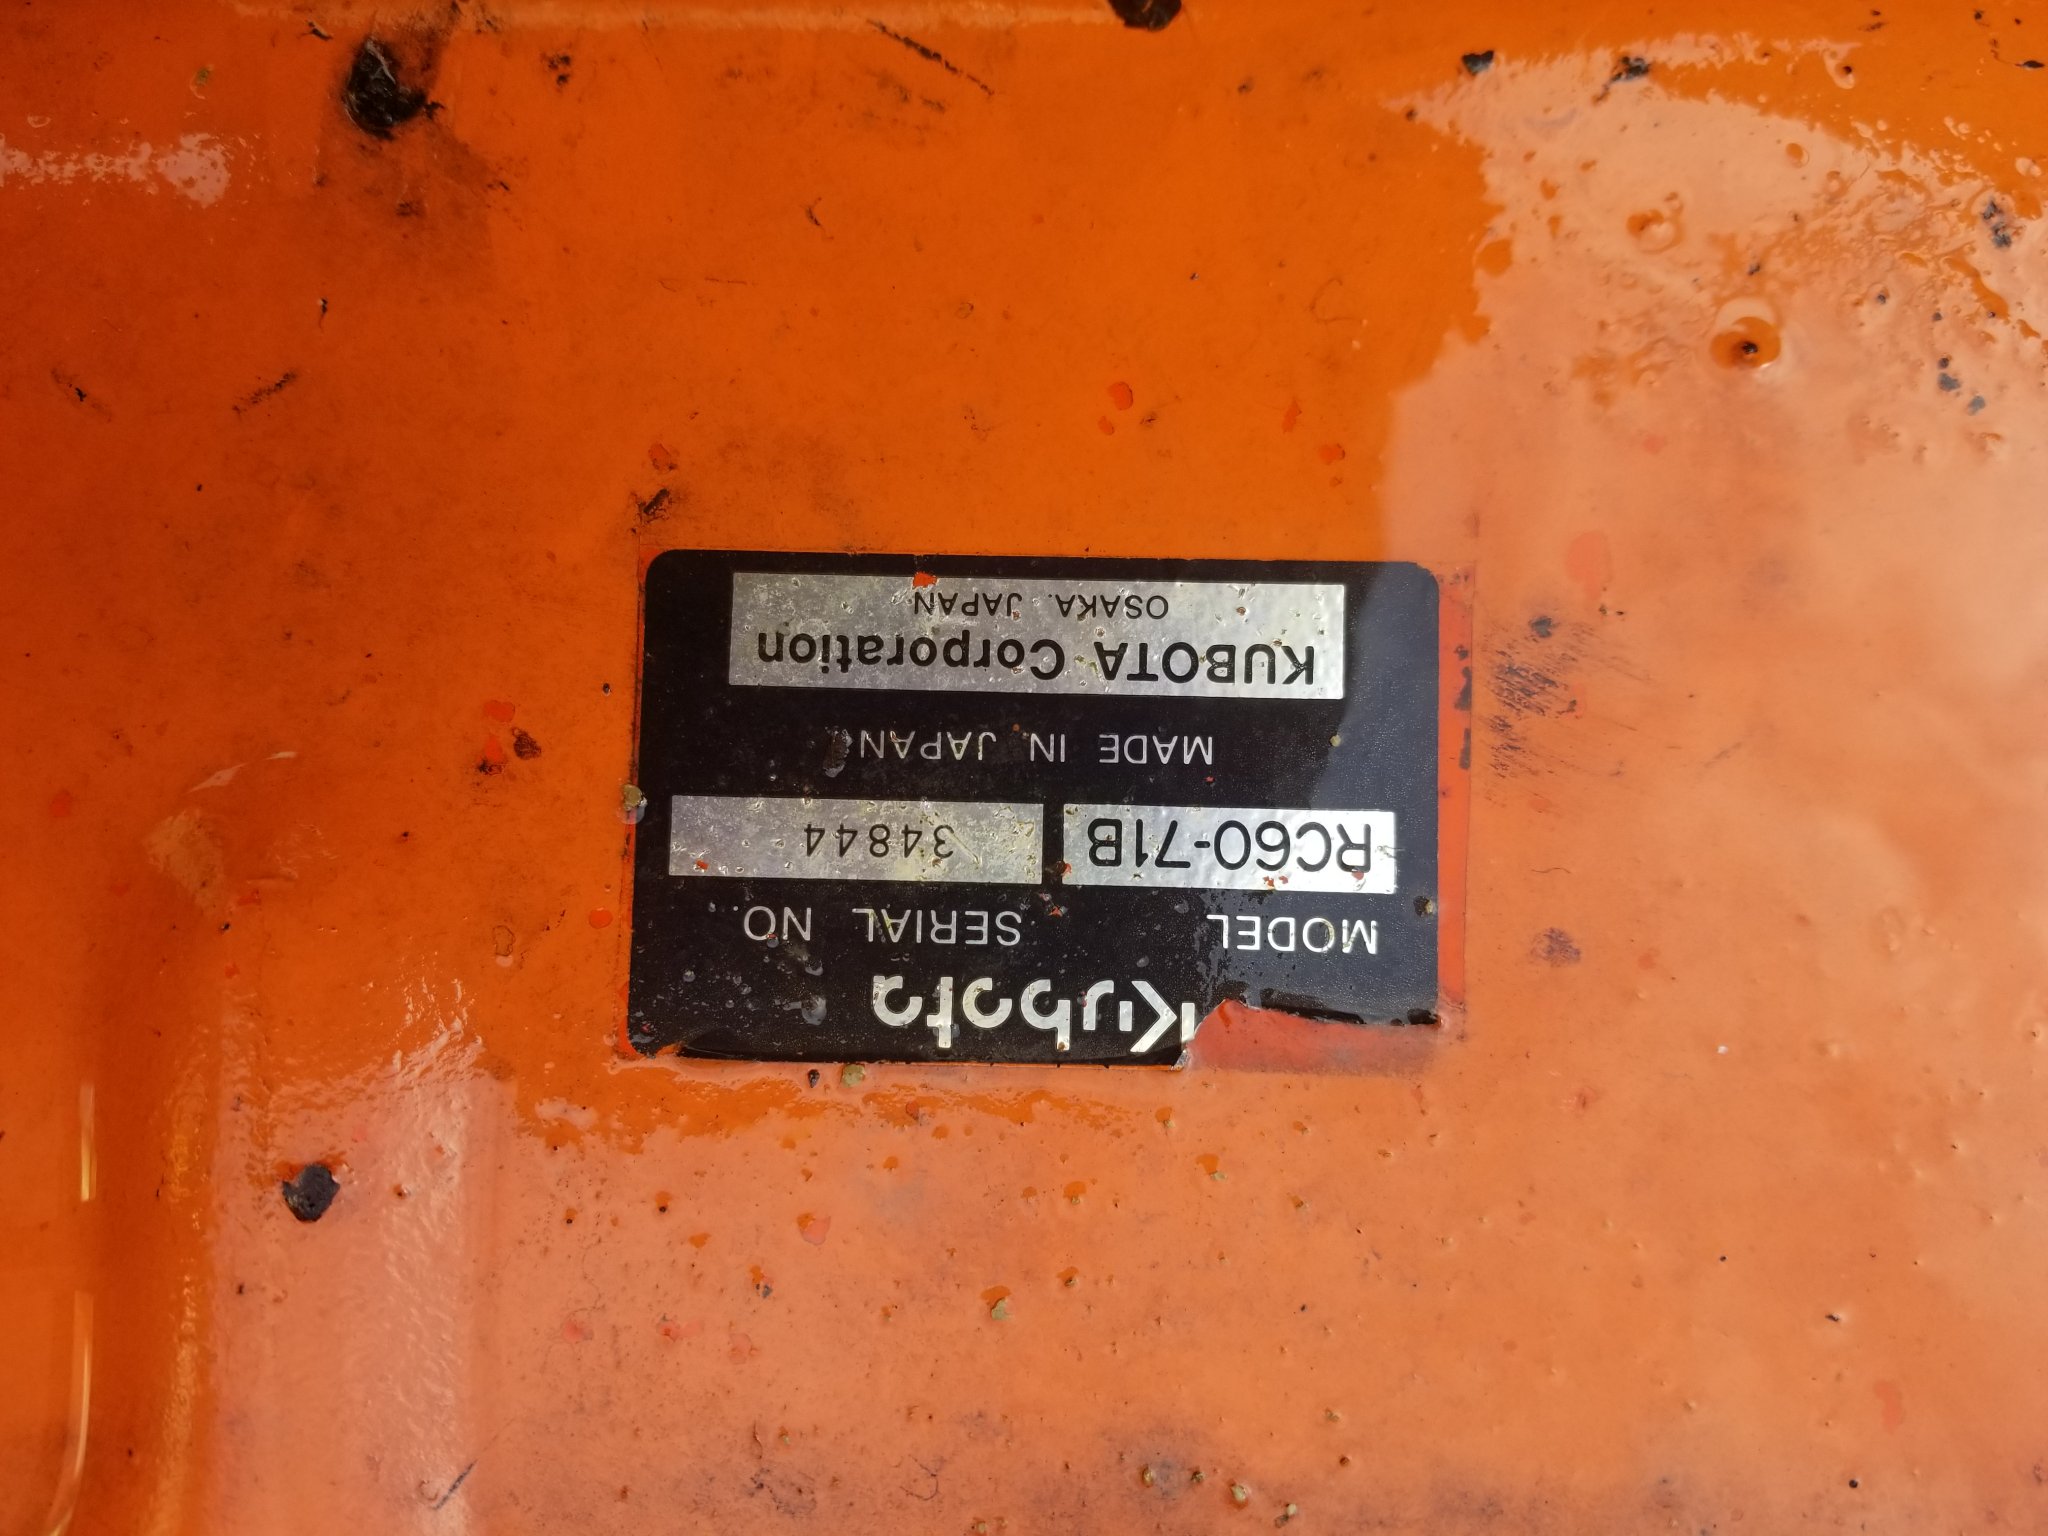 Kubota
MODEL SERIAL NO.
RC60-71B 34844
MADE IN JAPAN
KUBOTA Corporation
OSAKA. JAPAN